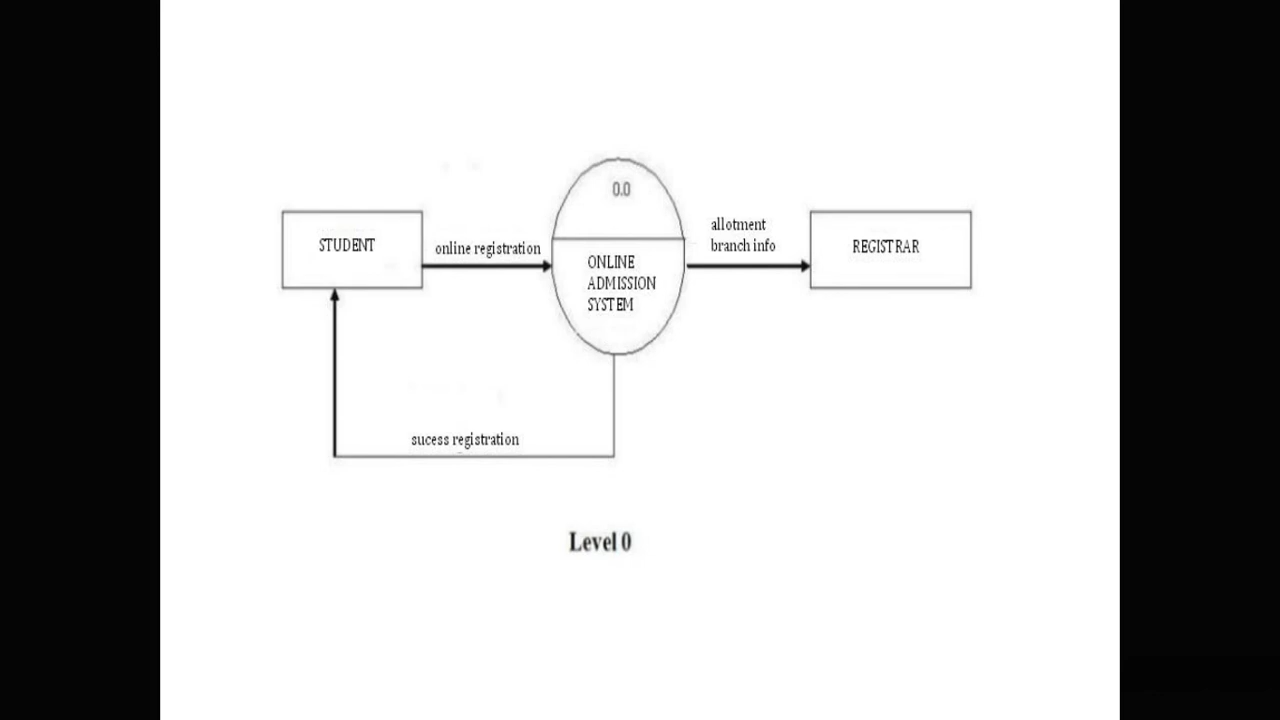 0.0
STUDENT
online registration
ONLINE
ADMISSION
SYSTEM
allotment
branch info
REGISTRAR
sucess registration
Level 0